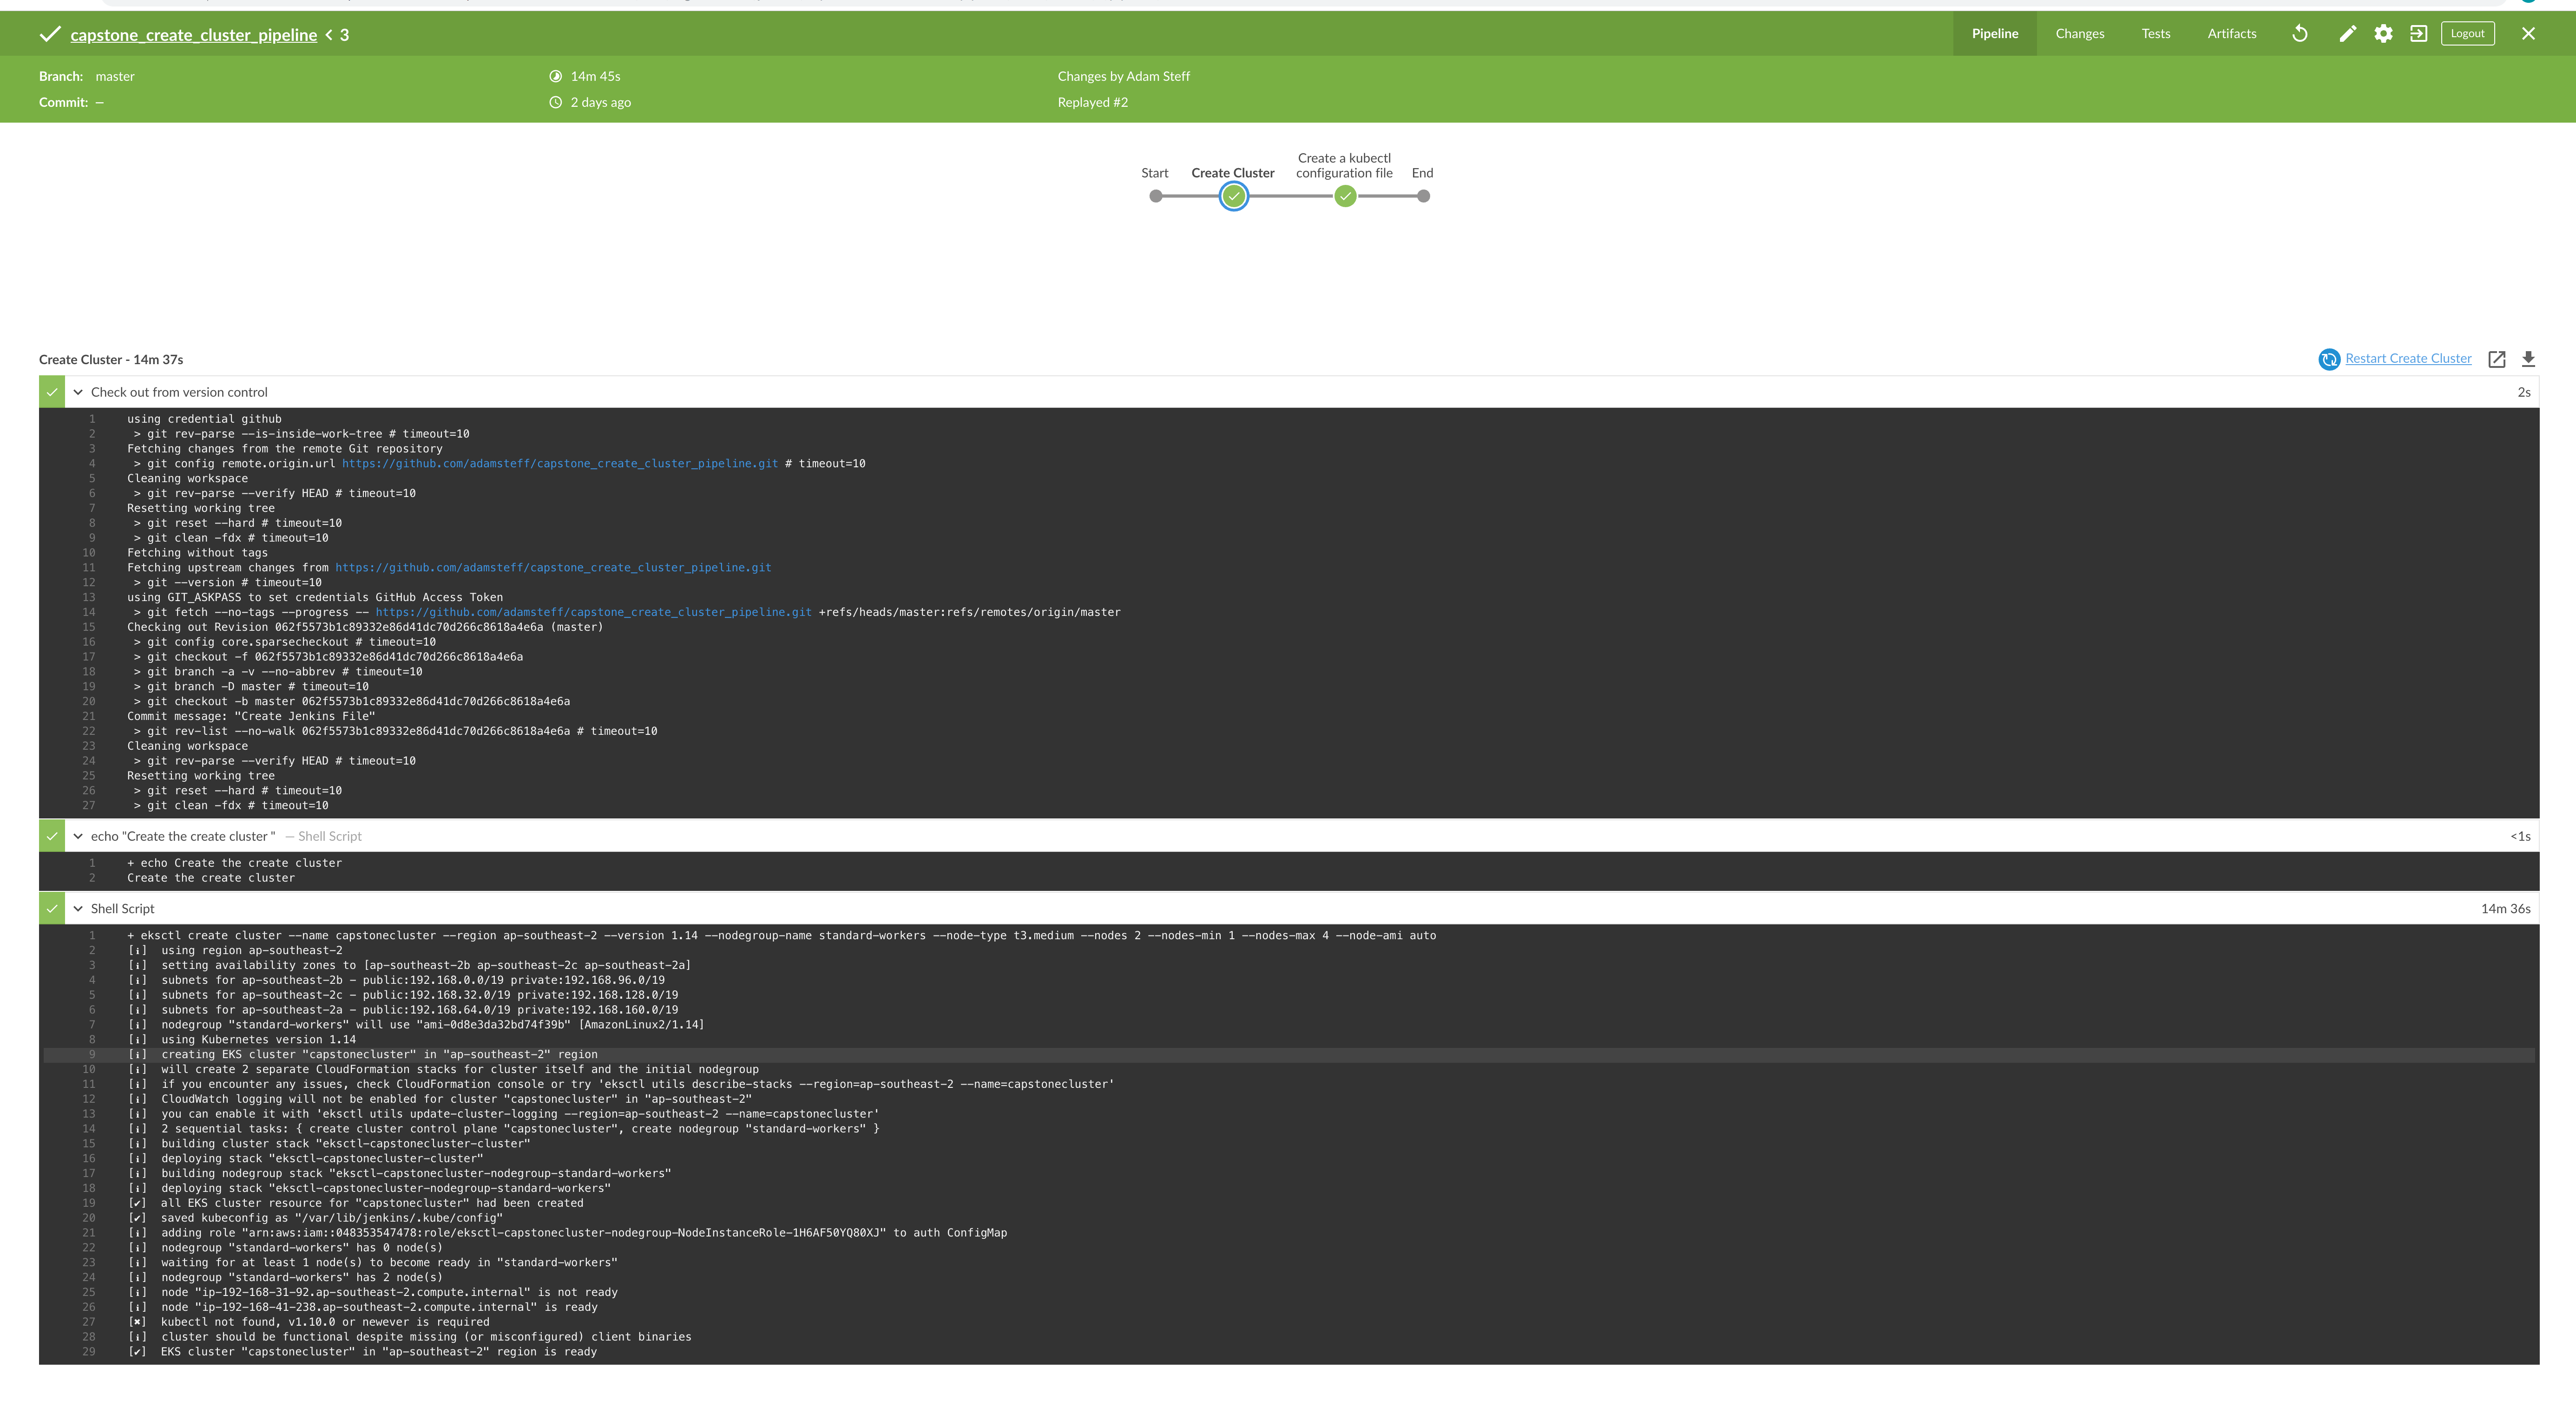 capstone_create_cluster_pipeline < 3
Pipeline
Changes
Tests
Artifacts
Logout
Branch: master
14m 45s
Changes by Adam Steff
Commit: —
2 days ago
Replayed #2
Start
Create Cluster
Create a kubectl
configuration file
End
Create Cluster - 14m 37s
Restart Create Cluster
Check out from version control
2s
1 using credential github
2 > git rev-parse --is-inside-work-tree # timeout=10
3 Fetching changes from the remote Git repository
4 > git config remote.origin.url https://github.com/adamsteff/capstone_create_cluster_pipeline.git # timeout=10
5 Cleaning workspace
6 > git rev-parse --verify HEAD # timeout=10
7 Resetting working tree
8 > git reset --hard # timeout=10
9 > git clean -fdx # timeout=10
10 Fetching without tags
11 Fetching upstream changes from https://github.com/adamsteff/capstone_create_cluster_pipeline.git
12 > git --version # timeout=10
13 using GIT_ASKPASS to set credentials GitHub Access Token
14 > git fetch --no-tags --progress -- https://github.com/adamsteff/capstone_create_cluster_pipeline.git +refs/heads/master:refs/remotes/origin/master
15 Checking out Revision 062f5573b1c89332e86d41dc70d266c8618a4e6a (master)
16 > git config core.sparsecheckout # timeout=10
17 > git checkout -f 062f5573b1c89332e86d41dc70d266c8618a4e6a
18 > git branch -a -v --no-abbrev # timeout=10
19 > git branch -D master # timeout=10
20 > git checkout -b master 062f5573b1c89332e86d41dc70d266c8618a4e6a
21 Commit message: "Create Jenkins File"
22 > git rev-list --no-walk 062f5573b1c89332e86d41dc70d266c8618a4e6a # timeout=10
23 Cleaning workspace
24 > git rev-parse --verify HEAD # timeout=10
25 Resetting working tree
26 > git reset --hard # timeout=10
27 > git clean -fdx # timeout=10
echo "Create the create cluster " — Shell Script
<1s
1 + echo Create the create cluster
2 Create the create cluster
Shell Script
14m 36s
1 + eksctl create cluster --name capstonecluster --region ap-southeast-2 --version 1.14 --nodegroup-name standard-workers --node-type t3.medium --nodes 2 --nodes-min 1 --nodes-max 4 --node-ami auto
2 [ℹ] using region ap-southeast-2
3 [ℹ] setting availability zones to [ap-southeast-2b ap-southeast-2c ap-southeast-2a]
4 [ℹ] subnets for ap-southeast-2b - public:192.168.0.0/19 private:192.168.96.0/19
5 [ℹ] subnets for ap-southeast-2c - public:192.168.32.0/19 private:192.168.128.0/19
6 [ℹ] subnets for ap-southeast-2a - public:192.168.64.0/19 private:192.168.160.0/19
7 [ℹ] nodegroup "standard-workers" will use "ami-0d8e3da32bd74f39b" [AmazonLinux2/1.14]
8 [ℹ] using Kubernetes version 1.14
9 [ℹ] creating EKS cluster "capstonecluster" in "ap-southeast-2" region
10 [ℹ] will create 2 separate CloudFormation stacks for cluster itself and the initial nodegroup
11 [ℹ] if you encounter any issues, check CloudFormation console or try 'eksctl utils describe-stacks --region=ap-southeast-2 --name=capstonecluster'
12 [ℹ] CloudWatch logging will not be enabled for cluster "capstonecluster" in "ap-southeast-2"
13 [ℹ] you can enable it with 'eksctl utils update-cluster-logging --region=ap-southeast-2 --name=capstonecluster'
14 [ℹ] 2 sequential tasks: { create cluster control plane "capstonecluster", create nodegroup "standard-workers" }
15 [ℹ] building cluster stack "eksctl-capstonecluster-cluster"
16 [ℹ] deploying stack "eksctl-capstonecluster-cluster"
17 [ℹ] building nodegroup stack "eksctl-capstonecluster-nodegroup-standard-workers"
18 [ℹ] deploying stack "eksctl-capstonecluster-nodegroup-standard-workers"
19 [✔] all EKS cluster resource for "capstonecluster" had been created
20 [✔] saved kubeconfig as "/var/lib/jenkins/.kube/config"
21 [ℹ] adding role "arn:aws:iam::048353547478:role/eksctl-capstonecluster-nodegroup-NodeInstanceRole-1H6AF50YQ80XJ" to auth ConfigMap
22 [ℹ] nodegroup "standard-workers" has 0 node(s)
23 [ℹ] waiting for at least 1 node(s) to become ready in "standard-workers"
24 [ℹ] nodegroup "standard-workers" has 2 node(s)
25 [ℹ] node "ip-192-168-31-92.ap-southeast-2.compute.internal" is not ready
26 [ℹ] node "ip-192-168-41-238.ap-southeast-2.compute.internal" is ready
27 [✖] kubectl not found, v1.10.0 or newever is required
28 [ℹ] cluster should be functional despite missing (or misconfigured) client binaries
29 [✔] EKS cluster "capstonecluster" in "ap-southeast-2" region is ready